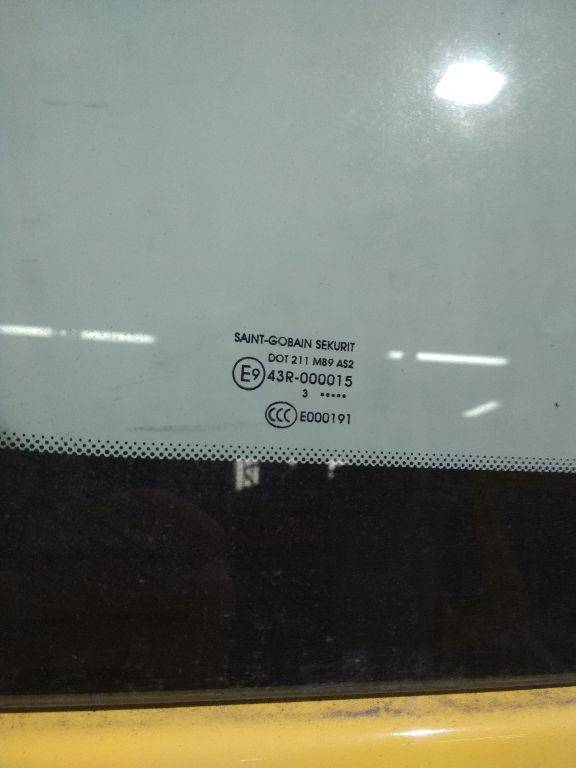 SAINT-GOBAIN SEKURIT
DOT 211 M89 AS2
E9 43R-000015
3 •••••
CCC E000191